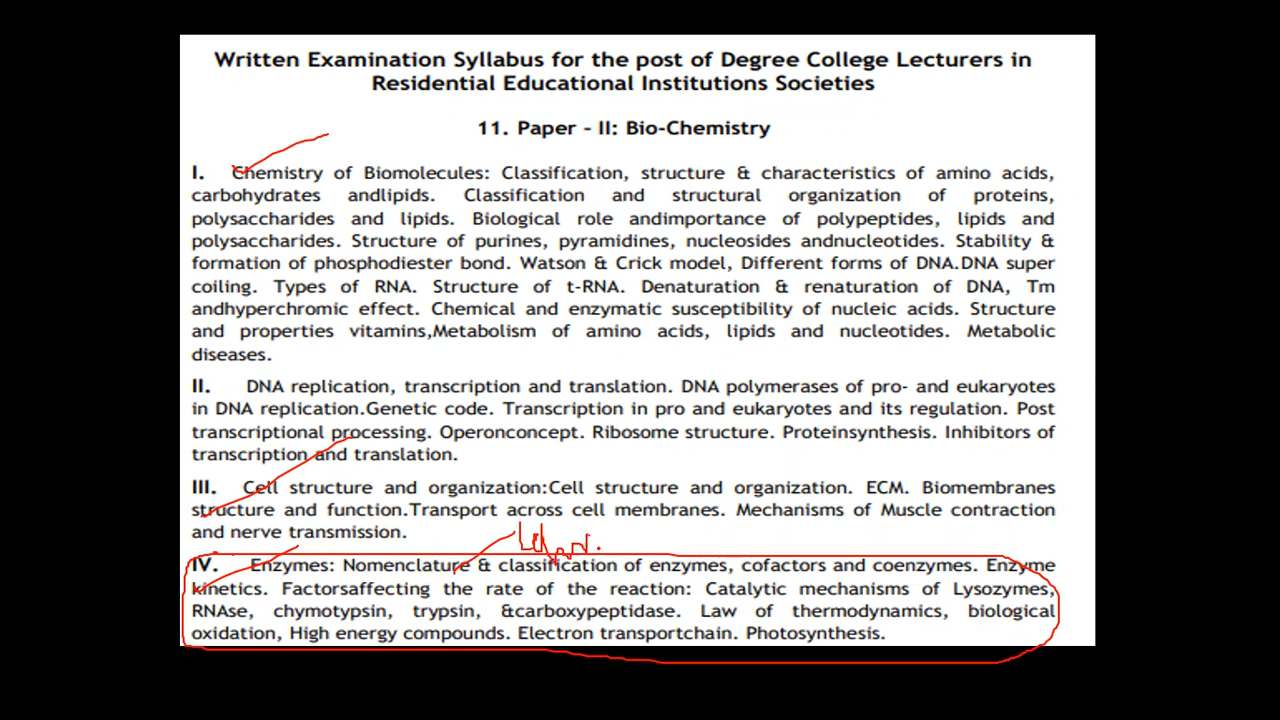 Written Examination Syllabus for the post of Degree College Lecturers in
Residential Educational Institutions Societies
11. Paper – II: Bio-Chemistry
I. Chemistry of Biomolecules: Classification, structure & characteristics of amino acids,
carbohydrates andlipids. Classification and structural organization of proteins,
polysaccharides and lipids. Biological role andimportance of polypeptides, lipids and
polysaccharides. Structure of purines, pyramidines, nucleosides andnucleotides. Stability &
formation of phosphodiester bond. Watson & Crick model, Different forms of DNA.DNA super
coiling. Types of RNA. Structure of t-RNA. Denaturation & renaturation of DNA, Tm
andhyperchromic effect. Chemical and enzymatic susceptibility of nucleic acids. Structure
and properties vitamins,Metabolism of amino acids, lipids and nucleotides. Metabolic
diseases.
II. DNA replication, transcription and translation. DNA polymerases of pro- and eukaryotes
in DNA replication.Genetic code. Transcription in pro and eukaryotes and its regulation. Post
transcriptional processing. Operonconcept. Ribosome structure. Proteinsynthesis. Inhibitors of
transcription and translation.
III. Cell structure and organization:Cell structure and organization. ECM. Biomembranes
structure and function.Transport across cell membranes. Mechanisms of Muscle contraction
and nerve transmission.
IV. Enzymes: Nomenclature & classification of enzymes, cofactors and coenzymes. Enzyme
kinetics. Factorsaffecting the rate of the reaction: Catalytic mechanisms of Lysozymes,
RNAse, chymotypsin, trypsin, &carboxypeptidase. Law of thermodynamics, biological
oxidation, High energy compounds. Electron transportchain. Photosynthesis.